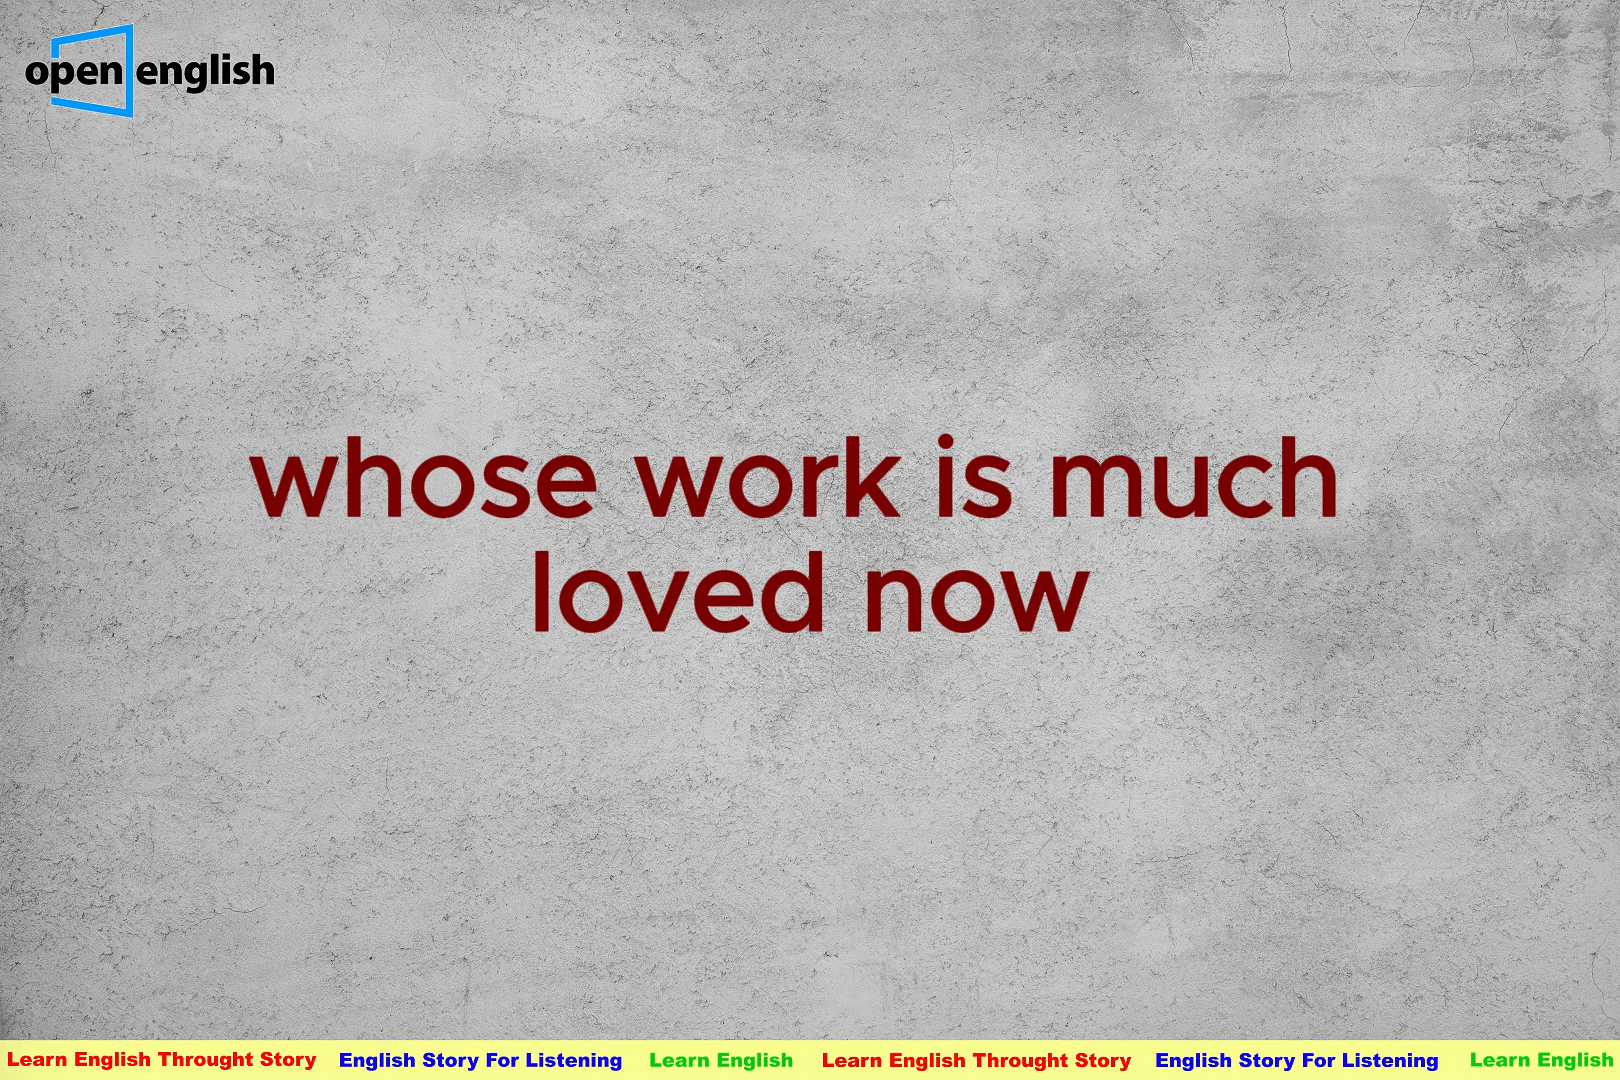 open english
whose work is much
loved now
Learn English Throught Story English Story For Listening Learn English Learn English Throught Story English Story For Listening Learn English